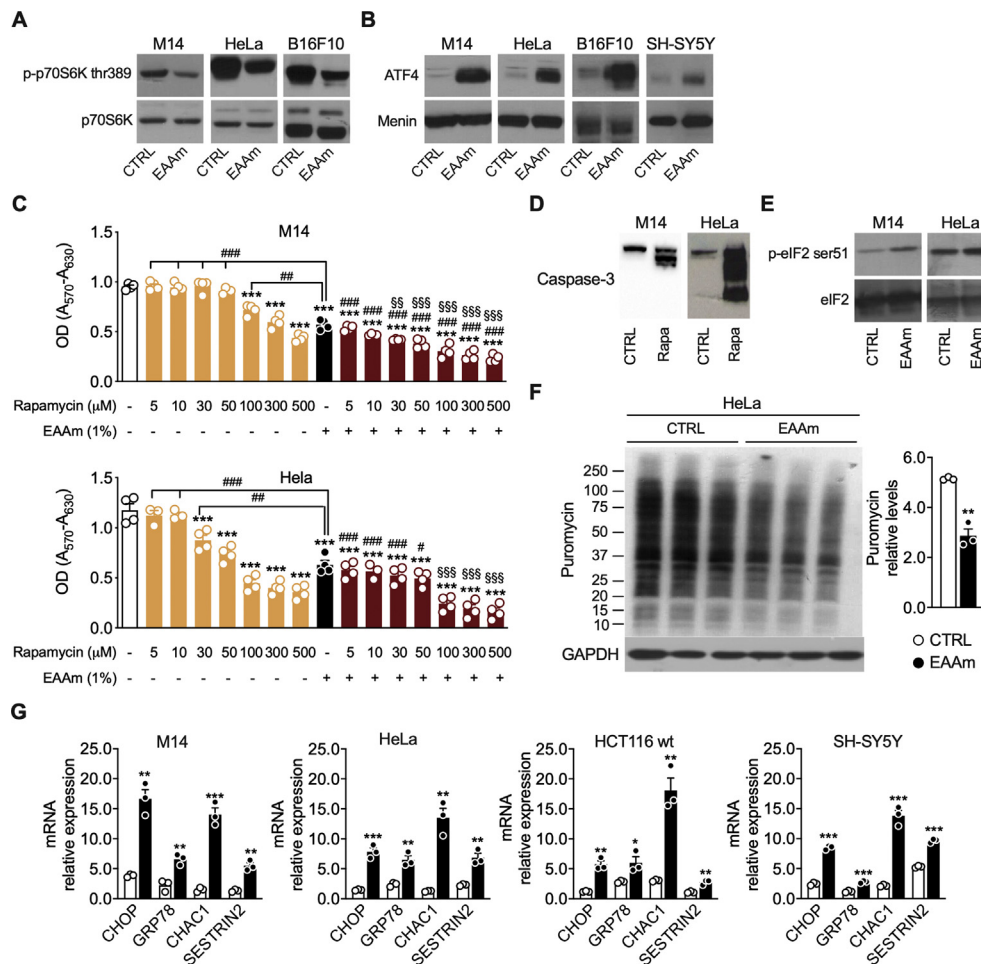 A
M14 HeLa B16F10
p-p70S6K thr389
p70S6K
CTRL EAAm CTRL EAAm CTRL EAAm
B
M14 HeLa B16F10 SH-SY5Y
ATF4
Menin
CTRL EAAm CTRL EAAm CTRL EAAm CTRL EAAm
C
M14
OD (A570-A630)
1.5
1.0
0.5
0.0
###
##
*** *** *** *** ### *** ### *** §§ ### *** §§§ ### *** §§§ ### *** §§§ ### *** §§§ ### ***
Rapamycin (µM) - 5 10 30 50 100 300 500 - 5 10 30 50 100 300 500
EAAm (1%) - - - - - - - - + + + + + + + +
Hela
OD (A570-A630)
1.5
1.0
0.5
0.0
###
##
*** *** *** *** *** *** ### *** ### *** ### *** # *** §§§ *** §§§ *** §§§ ***
Rapamycin (µM) - 5 10 30 50 100 300 500 - 5 10 30 50 100 300 500
EAAm (1%) - - - - - - - - + + + + + + + +
D
M14 HeLa
Caspase-3
CTRL Rapa CTRL Rapa
E
M14 HeLa
p-eIF2 ser51
eIF2
CTRL EAAm CTRL EAAm
F
HeLa
CTRL EAAm
Puromycin
250
100
75
50
37
25
20
15
10
GAPDH
Puromycin
relative levels
6.0
4.0
2.0
0.0
**
CTRL
EAAm
G
M14
mRNA
relative expression
25.0
20.0
15.0
10.0
5.0
0.0
** ** *** **
CHOP GRP78 CHAC1 SESTRIN2
HeLa
mRNA
relative expression
25.0
20.0
15.0
10.0
5.0
0.0
*** ** ** **
CHOP GRP78 CHAC1 SESTRIN2
HCT116 wt
mRNA
relative expression
25.0
20.0
15.0
10.0
5.0
0.0
** * ** **
CHOP GRP78 CHAC1 SESTRIN2
SH-SY5Y
mRNA
relative expression
25.0
20.0
15.0
10.0
5.0
0.0
*** *** *** ***
CHOP GRP78 CHAC1 SESTRIN2